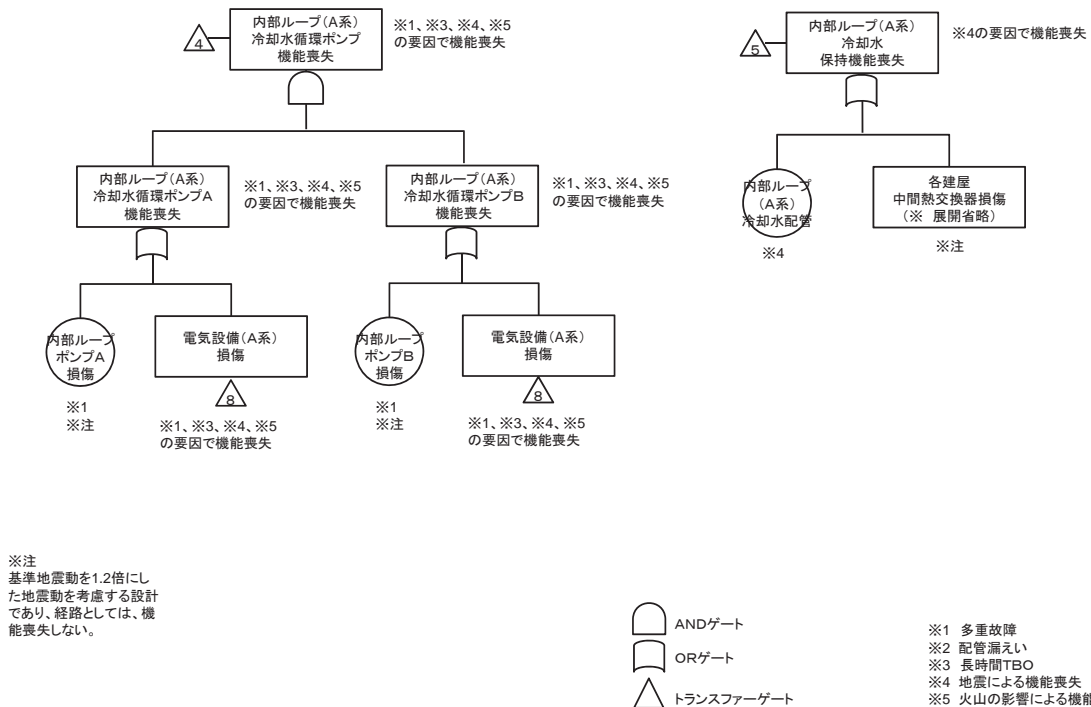 4
内部ループ(A系)
冷却水循環ポンプ
機能喪失
※1、※3、※4、※5
の要因で機能喪失
5
内部ループ(A系)
冷却水
保持機能喪失
※4の要因で機能喪失
内部ループ(A系)
冷却水循環ポンプA
機能喪失
※1、※3、※4、※5
の要因で機能喪失
内部ループ(A系)
冷却水循環ポンプB
機能喪失
※1、※3、※4、※5
の要因で機能喪失
内部ループ
(A系)
冷却水配管
※4
各建屋
中間熱交換器損傷
(※ 展開省略)
※注
内部ループ
ポンプA
損傷
※1
※注
電気設備(A系)
損傷
8
※1、※3、※4、※5
の要因で機能喪失
内部ループ
ポンプB
損傷
※1
※注
電気設備(A系)
損傷
8
※1、※3、※4、※5
の要因で機能喪失
※注
基準地震動を1.2倍にし
た地震動を考慮する設計
であり、経路としては、機
能喪失しない。
ANDゲート
ORゲート
トランスファーゲート
※1 多重故障
※2 配管漏えい
※3 長時間TBO
※4 地震による機能喪失
※5 火山の影響による機能